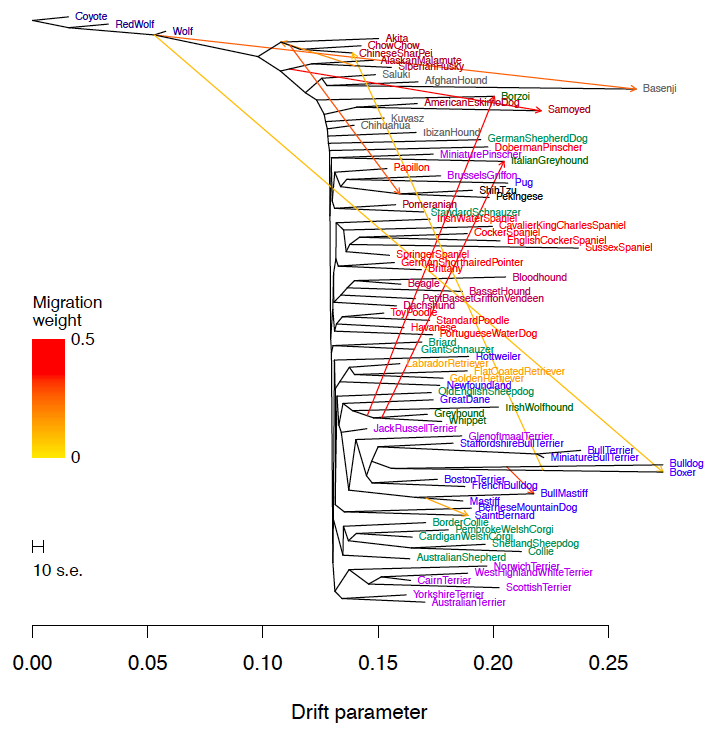 Coyote
RedWolf
Wolf
Akita
ChowChow
ChineseSharPei
AlaskanMalamute
SiberianHusky
Saluki
AfghanHound
Basenji
Borzoi
AmericanEskimoDog
Samoyed
Kuvasz
Chihuahua
IbizanHound
GermanShepherdDog
DobermanPinscher
MiniaturePinscher
ItalianGreyhound
Papillon
BrusselsGriffon
Pug
ShihTzu
Pekingese
Pomeranian
StandardSchnauzer
IrishWaterSpaniel
CavalierKingCharlesSpaniel
CockerSpaniel
EnglishCockerSpaniel
SussexSpaniel
SpringerSpaniel
GermanShorthairedPointer
Brittany
Bloodhound
Beagle
BassetHound
PetitBassetGriffonVendeen
Dachshund
ToyPoodle
StandardPoodle
Havanese
PortugueseWaterDog
Briard
GiantSchnauzer
Rottweiler
LabradorRetriever
FlatCoatedRetriever
GoldenRetriever
Newfoundland
OldEnglishSheepdog
GreatDane
IrishWolfhound
Greyhound
Whippet
JackRussellTerrier
GlenofImaalTerrier
StaffordshireBullTerrier
BullTerrier
MiniatureBullTerrier
Bulldog
Boxer
BostonTerrier
FrenchBulldog
BullMastiff
Mastiff
BerneseMountainDog
SaintBernard
BorderCollie
PembrokeWelshCorgi
CardiganWelshCorgi
ShetlandSheepdog
Collie
AustralianShepherd
NorwichTerrier
WestHighlandWhiteTerrier
CairnTerrier
ScottishTerrier
YorkshireTerrier
AustralianTerrier
Migration
weight
0.5
0
10 s.e.
0.00 0.05 0.10 0.15 0.20 0.25
Drift parameter